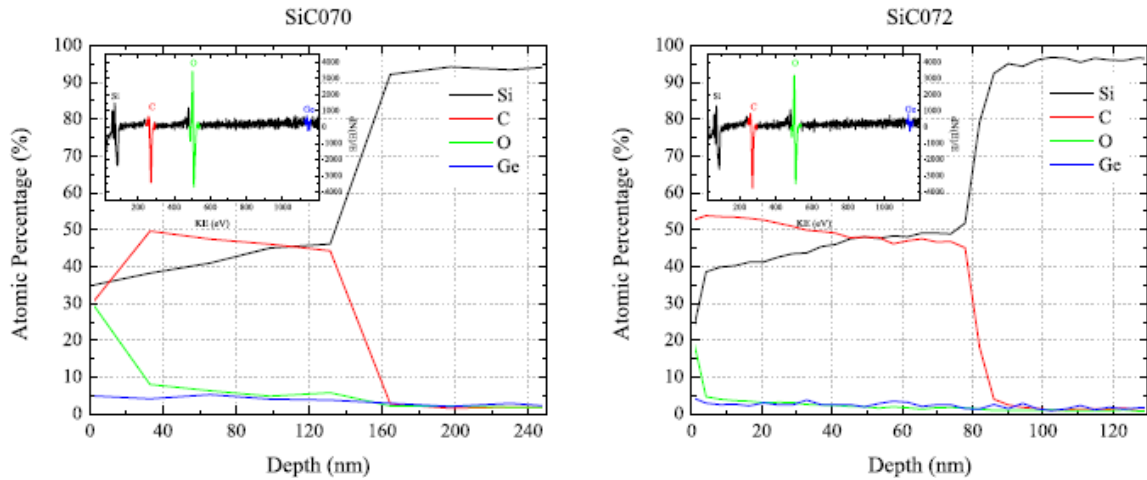 SiC070
100
90
80
70
60
50
40
30
20
10
0
Atomic Percentage (%)
0 40 80 120 160 200 240
Depth (nm)
Si
C
O
Ge
Si
C
O
Ge
4000
3000
2000
1000
0
-1000
-2000
-3000
-4000
dN(E)/E
200 400 600 800 1000
KE (eV)
SiC072
100
90
80
70
60
50
40
30
20
10
0
Atomic Percentage (%)
0 20 40 60 80 100 120
Depth (nm)
Si
C
O
Ge
Si
C
O
Ge
4000
3000
2000
1000
0
-1000
-2000
-3000
-4000
dN(E)/E
200 400 600 800 1000
KE (eV)